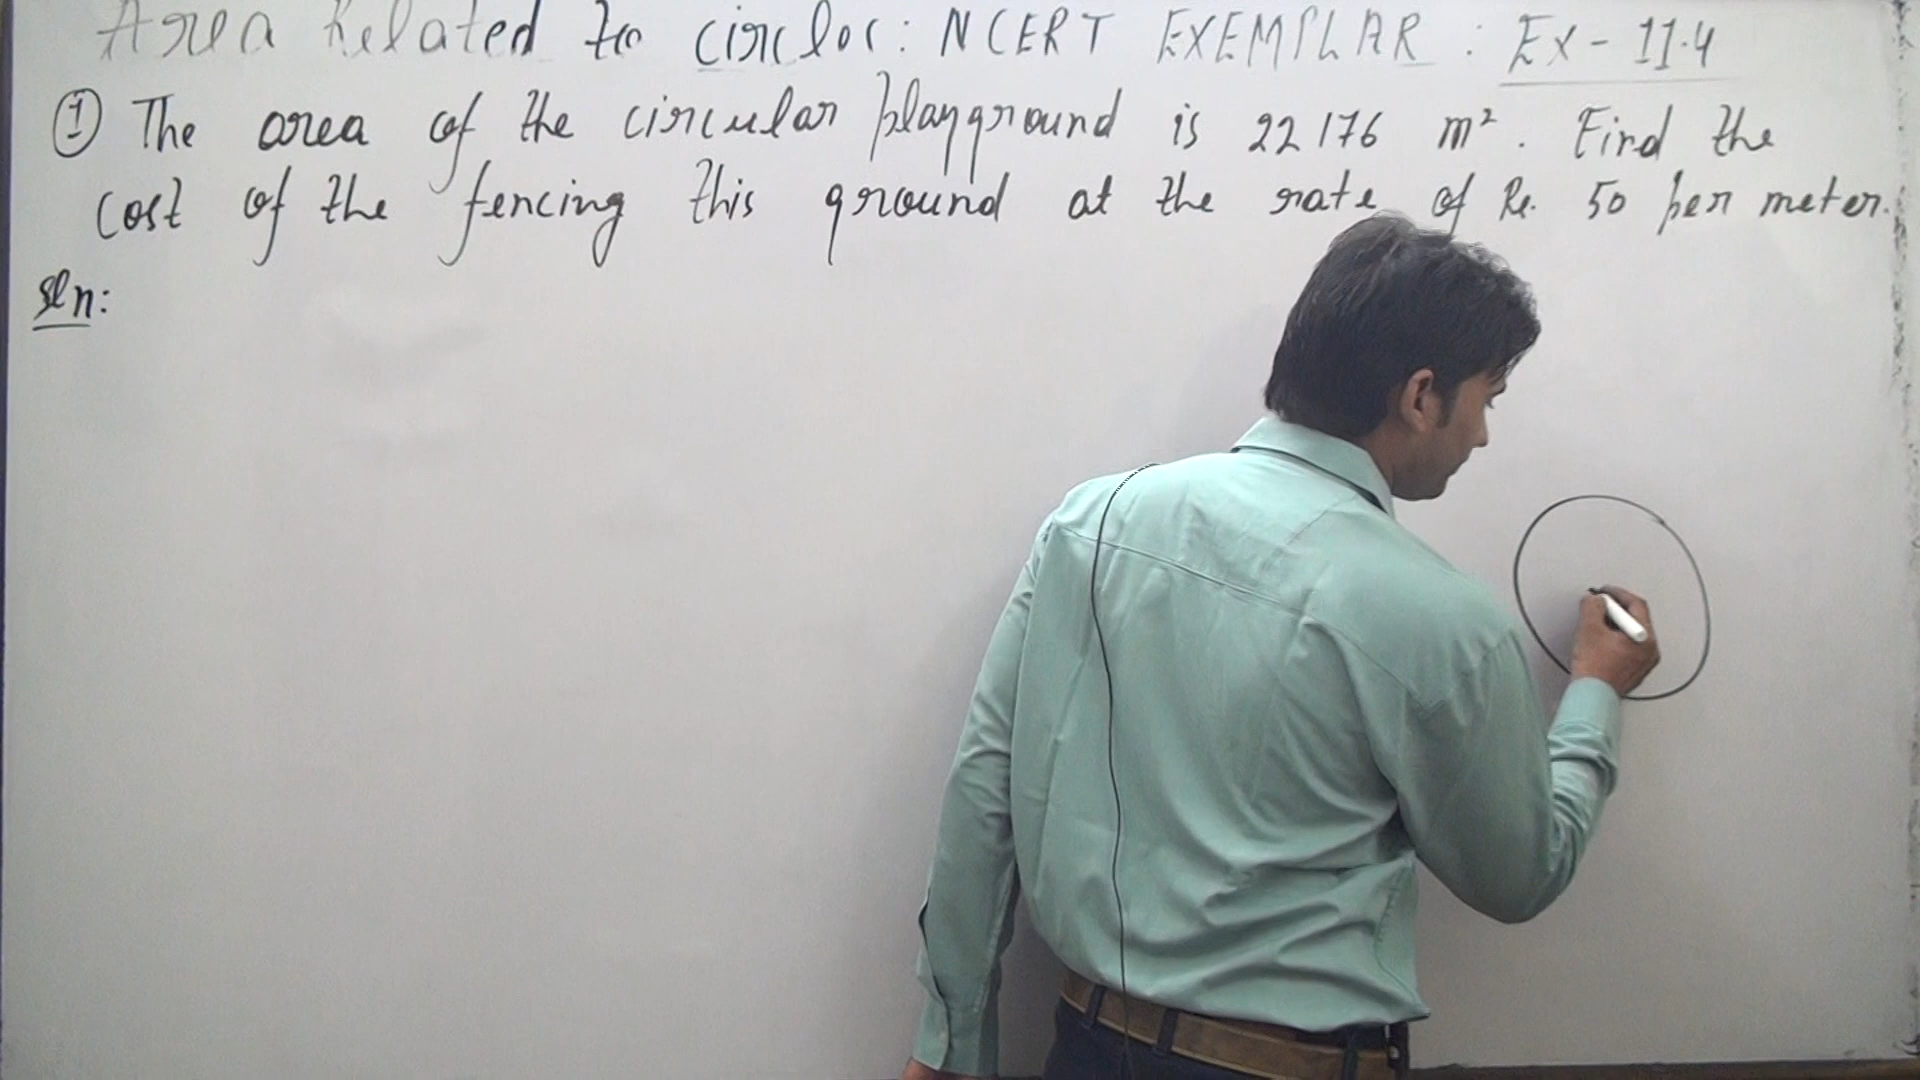 Area Related to circles: NCERT EXEMPLAR : Ex - 11.4
① The area of the circular playground is 22176 m². Find the
cost of the fencing this ground at the rate of Rs. 50 per meter.
Sln: